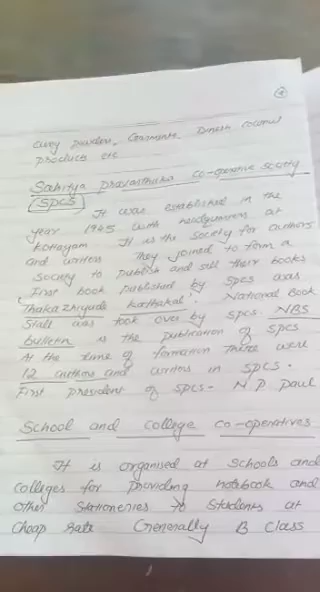 curry powders, Garments, Dinesh coconut
products etc
Sahitya pravarthaka co-operative society
SPCS
It was established in the
year 1945 with headquarters at
kottayam It is the Society for authors
and writers They joined to form a
Society to publish and sell their books
First book published by Spcs was
'Thakazhiyude kathakal'. National Book
Stall was took over by spcs. NBS
bulletin is the publication of SPCS
At the time of formation There were
12 authors and writers in SPCS.
First president of SPCS - N P Paul
School and college co-operatives
It is organised at Schools and
Colleges for providing notebook and
other Stationeries to Students at
cheap rate Generally B class